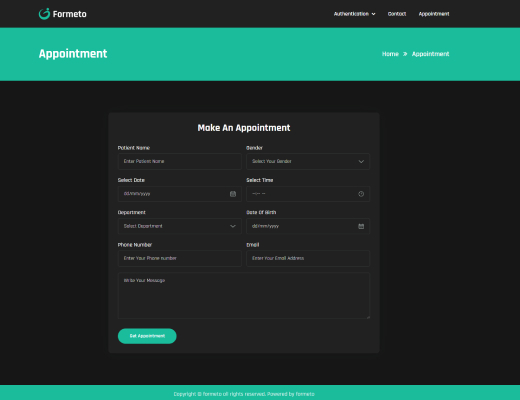 Formeto
Authentication Contact Appointment
Appointment
Home » Appointment
Make An Appointment
Patient Name Gender
Enter Patient Name Select Your Gender
Select Date Select Time
dd/mm/yyyy --:-- --
Department Date Of Birth
Select Department dd/mm/yyyy
Phone Number Email
Enter Your Phone number Enter Your Email Address
Write Your Message
Get Appointment
Copyright © formeto all rights reserved. Powered by formeto